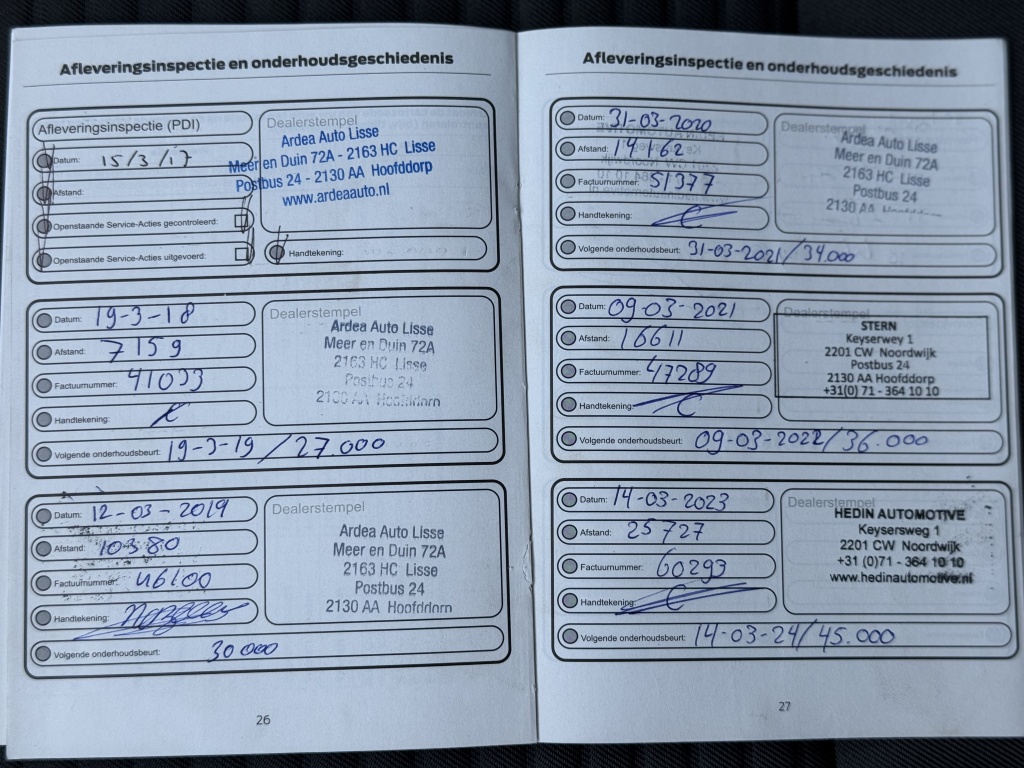 Afleveringsinspectie en onderhoudsgeschiedenis
Afleveringsinspectie (PDI)
Datum: 15/3/17
Afstand:
Openstaande Service-Acties gecontroleerd:
Openstaande Service-Acties uitgevoerd:
Dealerstempel
Ardea Auto Lisse
Meer en Duin 72A - 2163 HC Lisse
Postbus 24 - 2130 AA Hoofddorp
www.ardeaauto.nl
Handtekening:
Datum: 19-3-18
Afstand: 7159
Factuurnummer: 41093
Handtekening:
Dealerstempel
Ardea Auto Lisse
Meer en Duin 72A
2163 HC Lisse
Postbus 24
2130 AA Hoofddorp
Volgende onderhoudsbeurt: 19-3-19 / 27.000
Datum: 12-03-2019
Afstand: 10380
Factuurnummer: 46100
Handtekening:
Dealerstempel
Ardea Auto Lisse
Meer en Duin 72A
2163 HC Lisse
Postbus 24
2130 AA Hoofddorp
Volgende onderhoudsbeurt: 30 000
26
Afleveringsinspectie en onderhoudsgeschiedenis
Datum: 31-03-2020
Afstand: 14162
Factuurnummer: 51377
Handtekening:
Dealerstempel
Ardea Auto Lisse
Meer en Duin 72A
2163 HC Lisse
Postbus 24
2130 AA Hoofddorp
Volgende onderhoudsbeurt: 31-03-2021/34.000
Datum: 09-03-2021
Afstand: 16611
Factuurnummer: 47289
Handtekening:
Dealerstempel
STERN
Keyserweg 1
2201 CW Noordwijk
Postbus 24
2130 AA Hoofddorp
+31(0) 71 - 364 10 10
Volgende onderhoudsbeurt: 09-03-2022/36.000
Datum: 14-03-2023
Afstand: 25727
Factuurnummer: 60293
Handtekening:
Dealerstempel
HEDIN AUTOMOTIVE
Keysersweg 1
2201 CW Noordwijk
+31 (0)71 - 364 10 10
www.hedinautomotive.nl
Volgende onderhoudsbeurt: 14-03-24/45.000
27